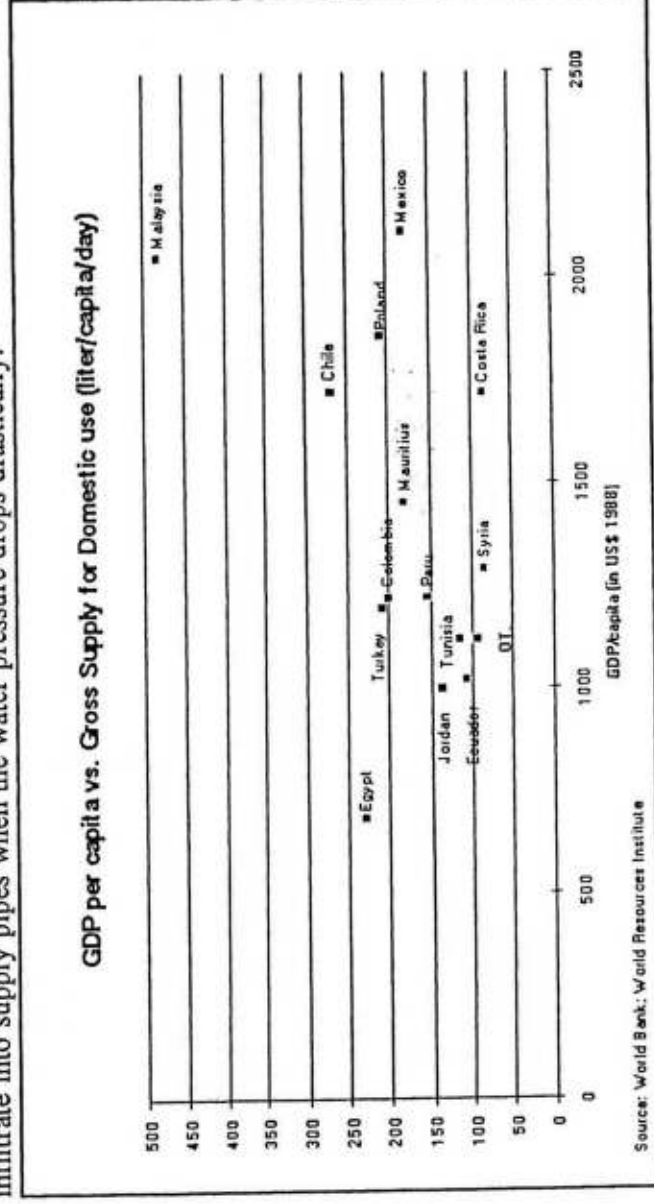 infiltrate into supply pipes when the water pressure drops drastically.
GDP per capita vs. Gross Supply for Domestic use (liter/capita/day)
500
450
400
350
300
250
200
150
100
50
0
Malaysia
Chile
Egypt
Turkey
Colombia
Poland
Mauritius
Mexico
Jordan
Peru
Tunisia
Ecuador
Syria
Costa Rica
OT.
0
500
1000
1500
2000
2500
GDP/capita (in US$ 1988)
Source: World Bank; World Resources Institute